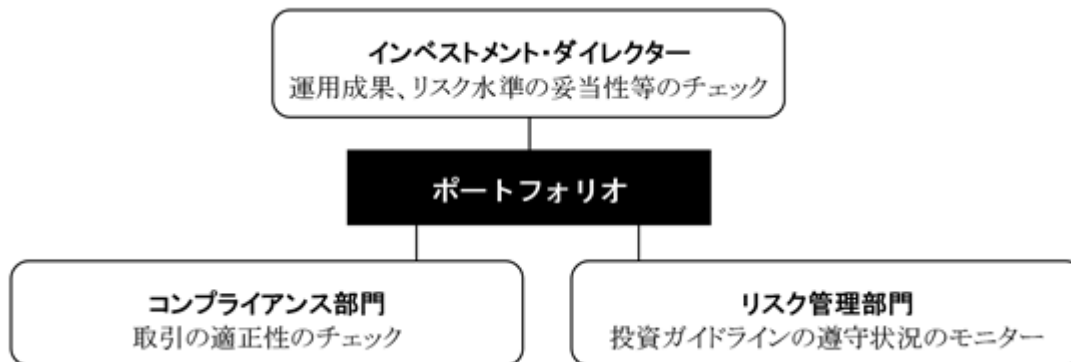 インベストメント・ダイレクター
運用成果、リスク水準の妥当性等のチェック
ポートフォリオ
コンプライアンス部門
取引の適正性のチェック
リスク管理部門
投資ガイドラインの遵守状況のモニター